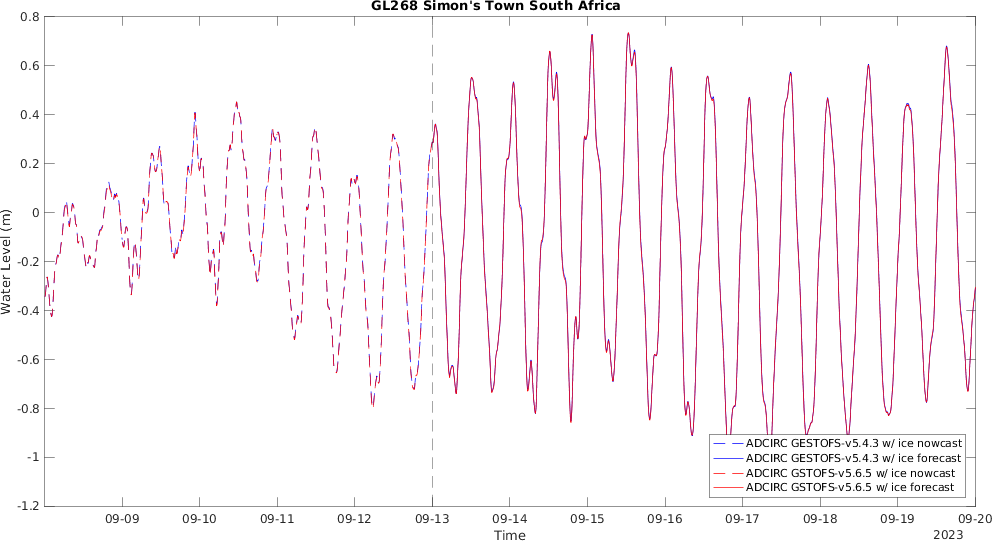 GL268 Simon's Town South Africa
0.8
0.6
0.4
0.2
0
-0.2
-0.4
-0.6
-0.8
-1
-1.2
Water Level (m)
ADCIRC GESTOFS-v5.4.3 w/ ice nowcast
ADCIRC GESTOFS-v5.4.3 w/ ice forecast
ADCIRC GSTOFS-v5.6.5 w/ ice nowcast
ADCIRC GSTOFS-v5.6.5 w/ ice forecast
09-09 09-10 09-11 09-12 09-13 09-14 09-15 09-16 09-17 09-18 09-19 09-20
Time
2023